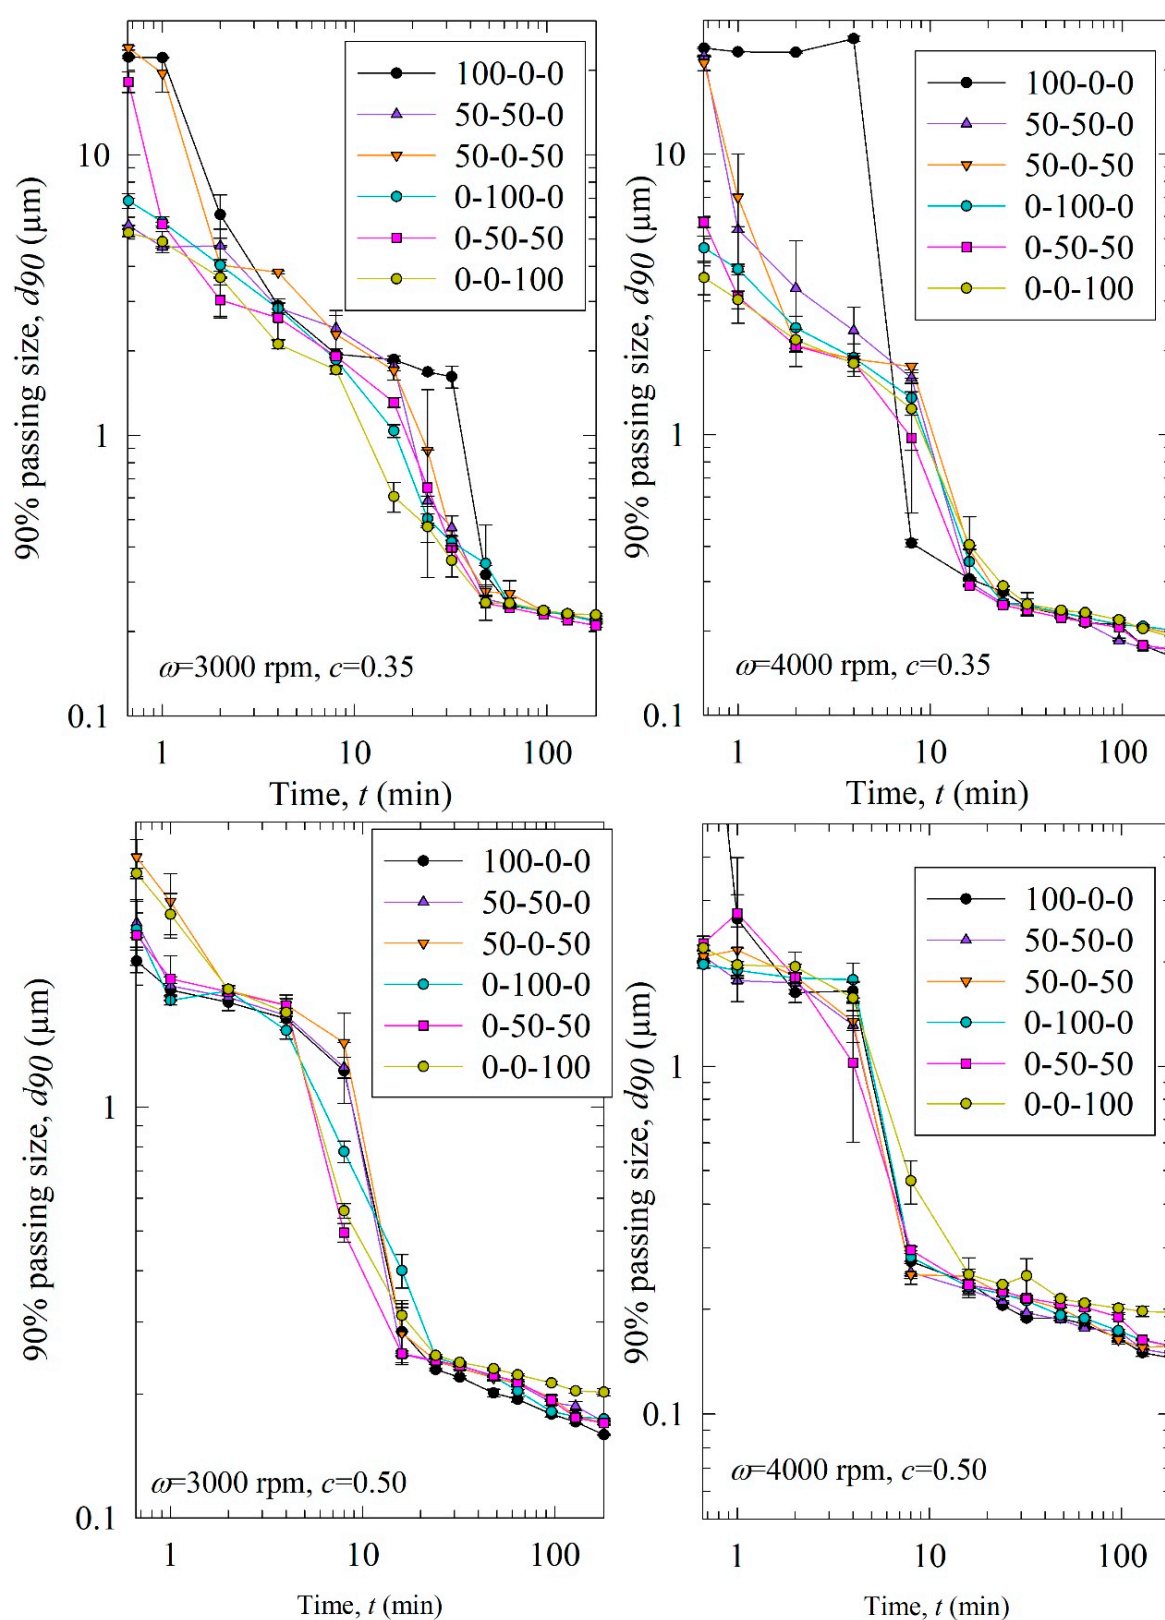 90% passing size, d90 (µm)
10
1
0.1
100-0-0
50-50-0
50-0-50
0-100-0
0-50-50
0-0-100
ω=3000 rpm, c=0.35
1 10 100
Time, t (min)
90% passing size, d90 (µm)
10
1
0.1
100-0-0
50-50-0
50-0-50
0-100-0
0-50-50
0-0-100
ω=4000 rpm, c=0.35
1 10 100
Time, t (min)
90% passing size, d90 (µm)
1
0.1
100-0-0
50-50-0
50-0-50
0-100-0
0-50-50
0-0-100
ω=3000 rpm, c=0.50
1 10 100
Time, t (min)
90% passing size, d90 (µm)
1
0.1
100-0-0
50-50-0
50-0-50
0-100-0
0-50-50
0-0-100
ω=4000 rpm, c=0.50
1 10 100
Time, t (min)